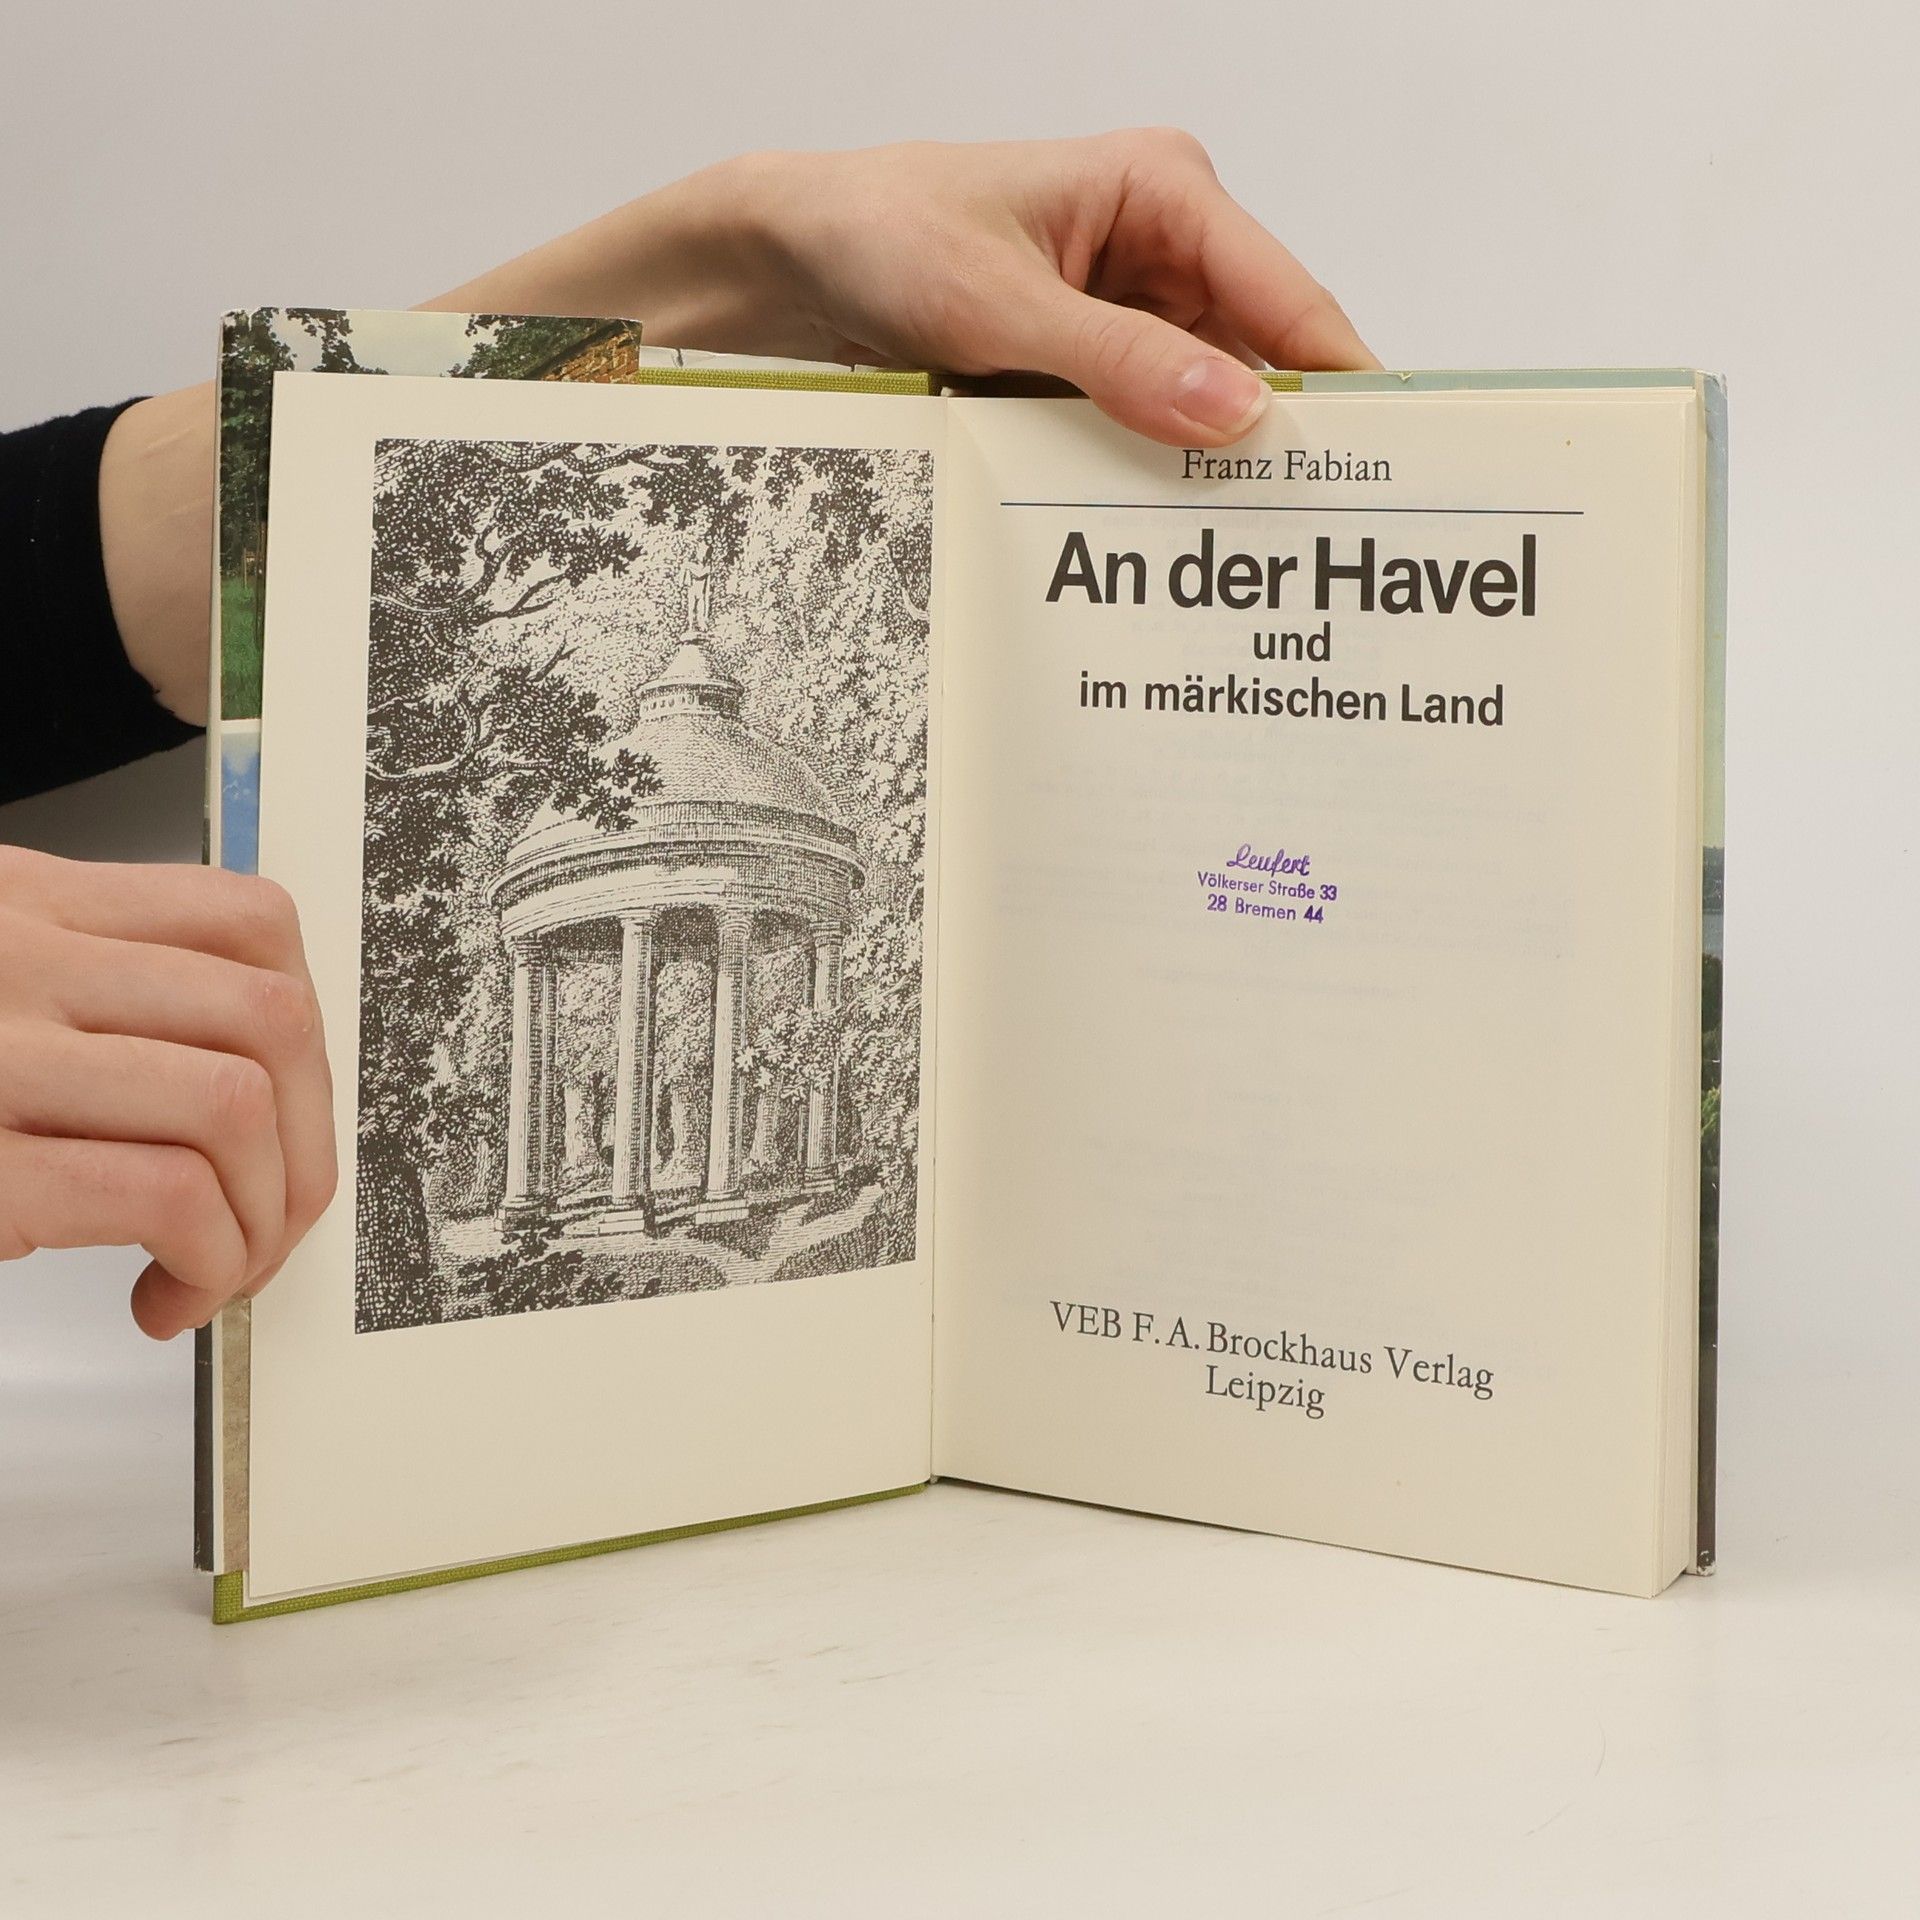 Franz Fabian
An der Havel
und
im märkischen Land
Leufert
Völkerser Straße 33
28 Bremen 44
VEB F. A. Brockhaus Verlag
Leipzig